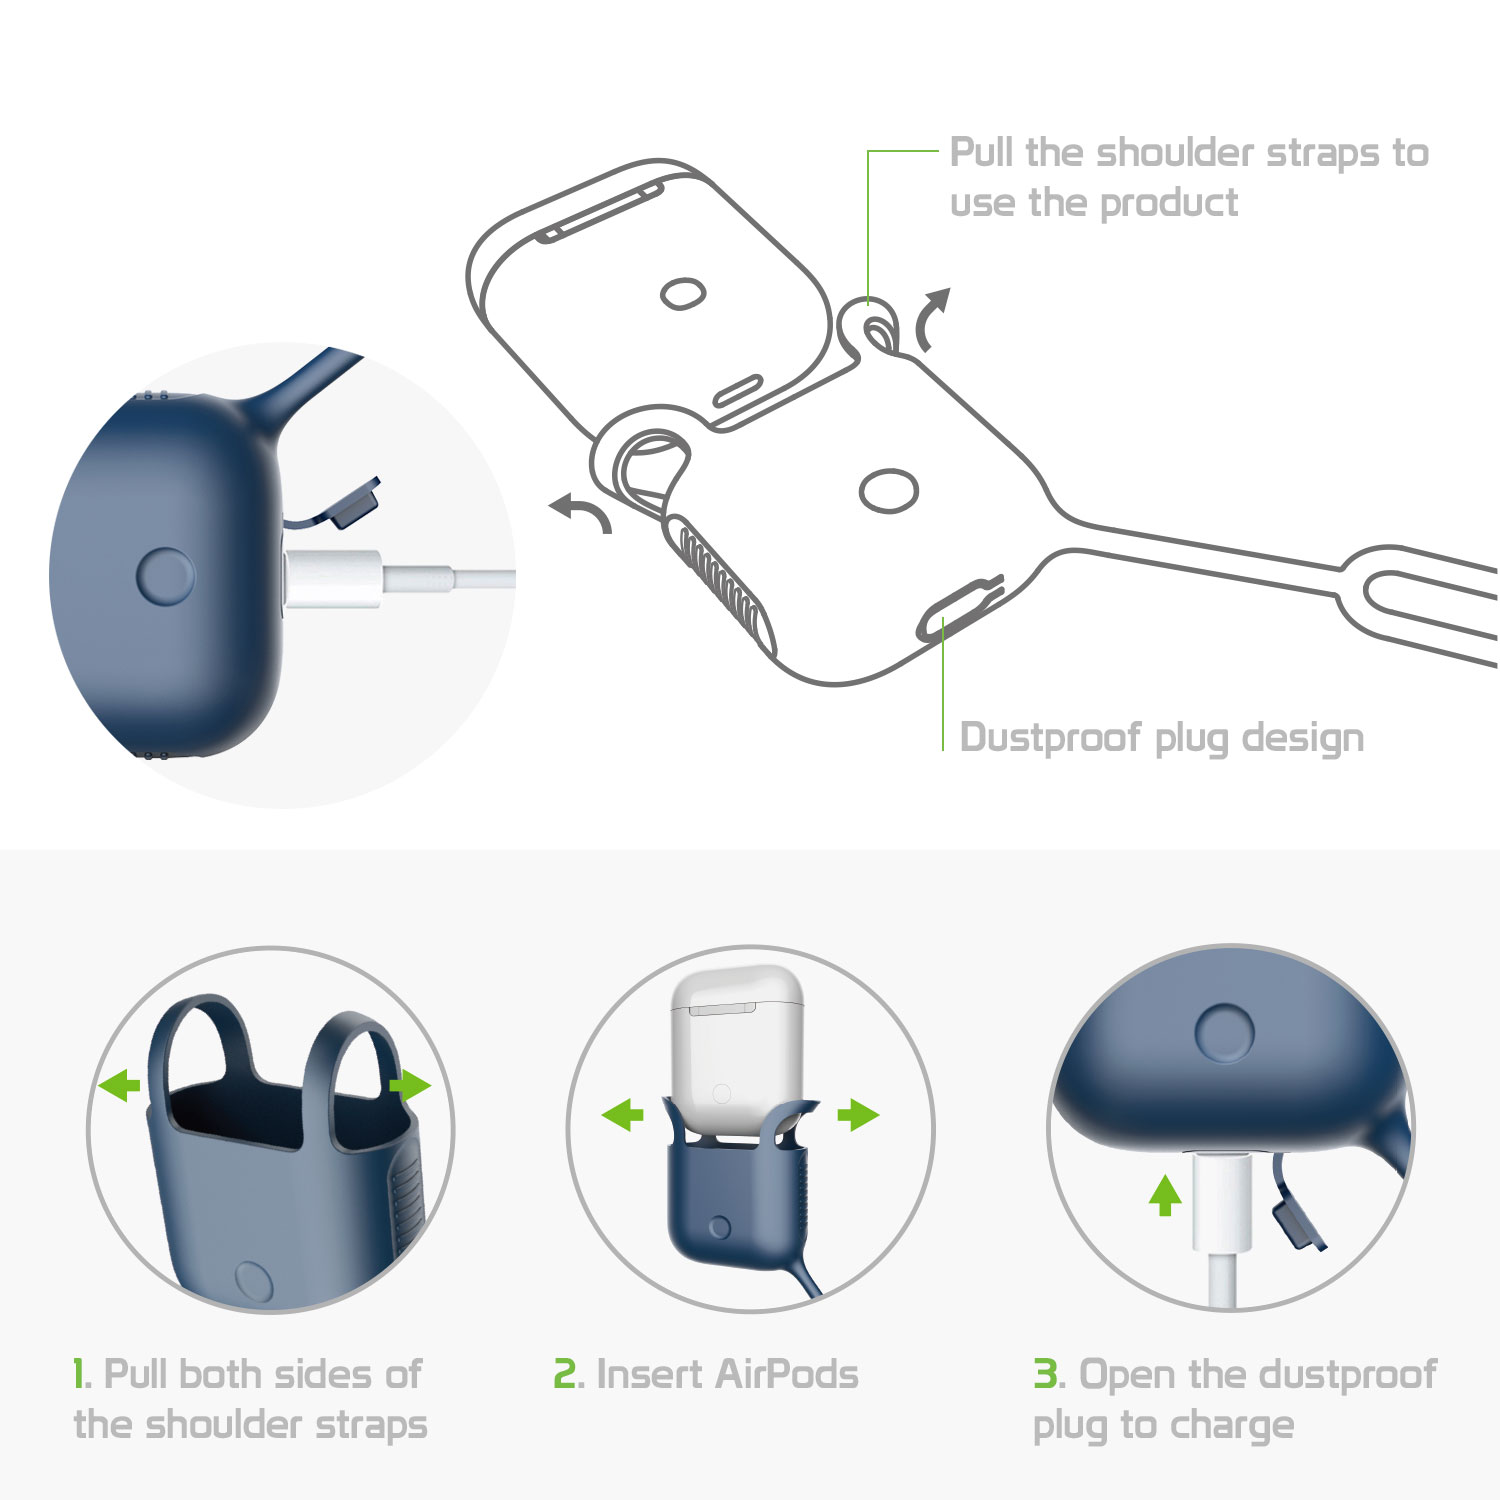 Pull the shoulder straps to
use the product
Dustproof plug design
1. Pull both sides of
the shoulder straps
2. Insert AirPods
3. Open the dustproof
plug to charge